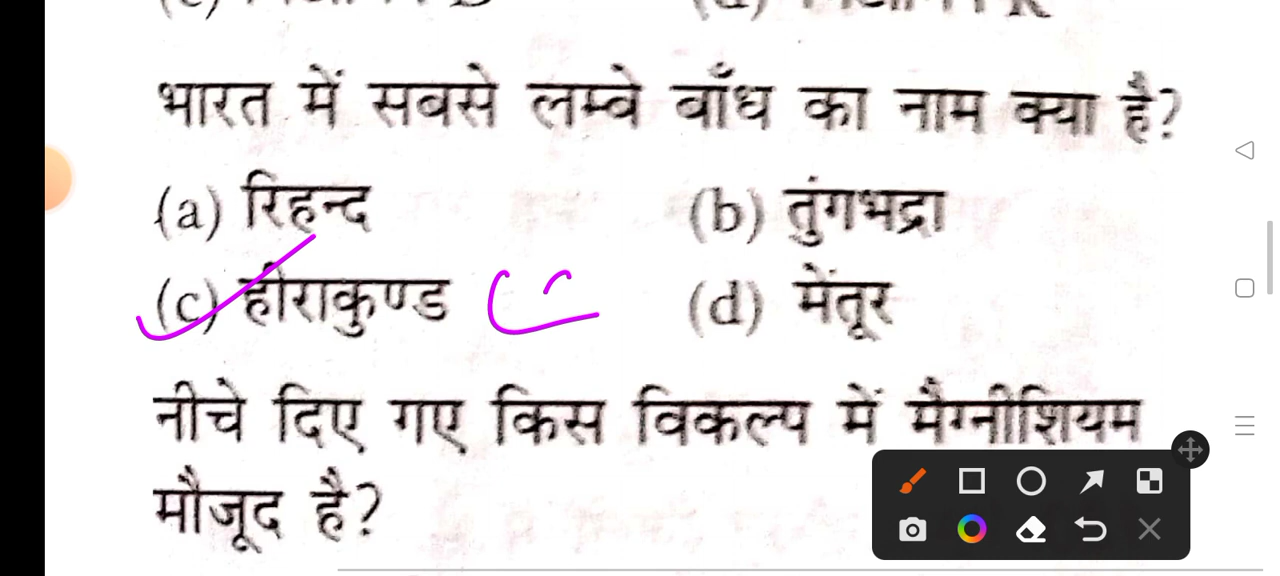 भारत में सबसे लम्बे बाँध का नाम क्या है?
(a) रिहन्द (b) तुंगभद्रा
(c) हीराकुण्ड (d) मेंतूर
नीचे दिए गए किस विकल्प में मैग्नीशियम
मौजूद है?